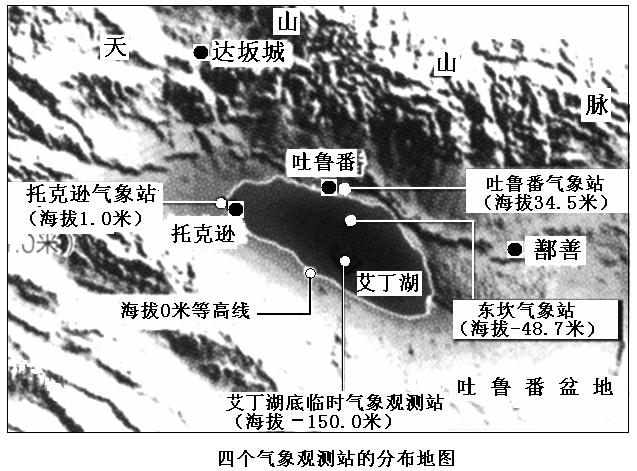 天山山脉
达坂城
吐鲁番
吐鲁番气象站
(海拔34.5米)
托克逊气象站
(海拔1.0米)
托克逊
鄯善
艾丁湖
海拔0米等高线
东坎气象站
(海拔-48.7米)
吐鲁番盆地
艾丁湖底临时气象观测站
(海拔-150.0米)
四个气象观测站的分布地图